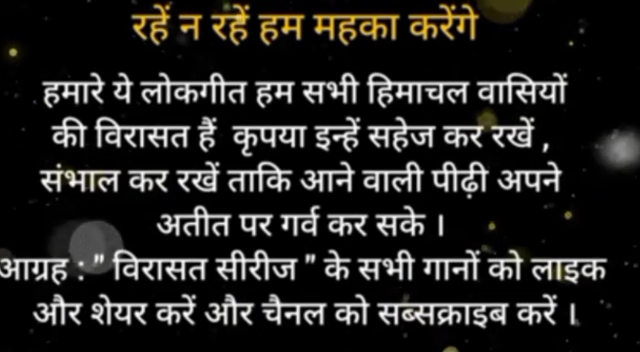 रहें न रहें हम महका करेंगे
हमारे ये लोकगीत हम सभी हिमाचल वासियों
की विरासत हैं कृपया इन्हें सहेज कर रखें ,
संभाल कर रखें ताकि आने वाली पीढ़ी अपने
अतीत पर गर्व कर सके ।
आग्रह : " विरासत सीरीज " के सभी गानों को लाइक
और शेयर करें और चैनल को सब्सक्राइब करें ।